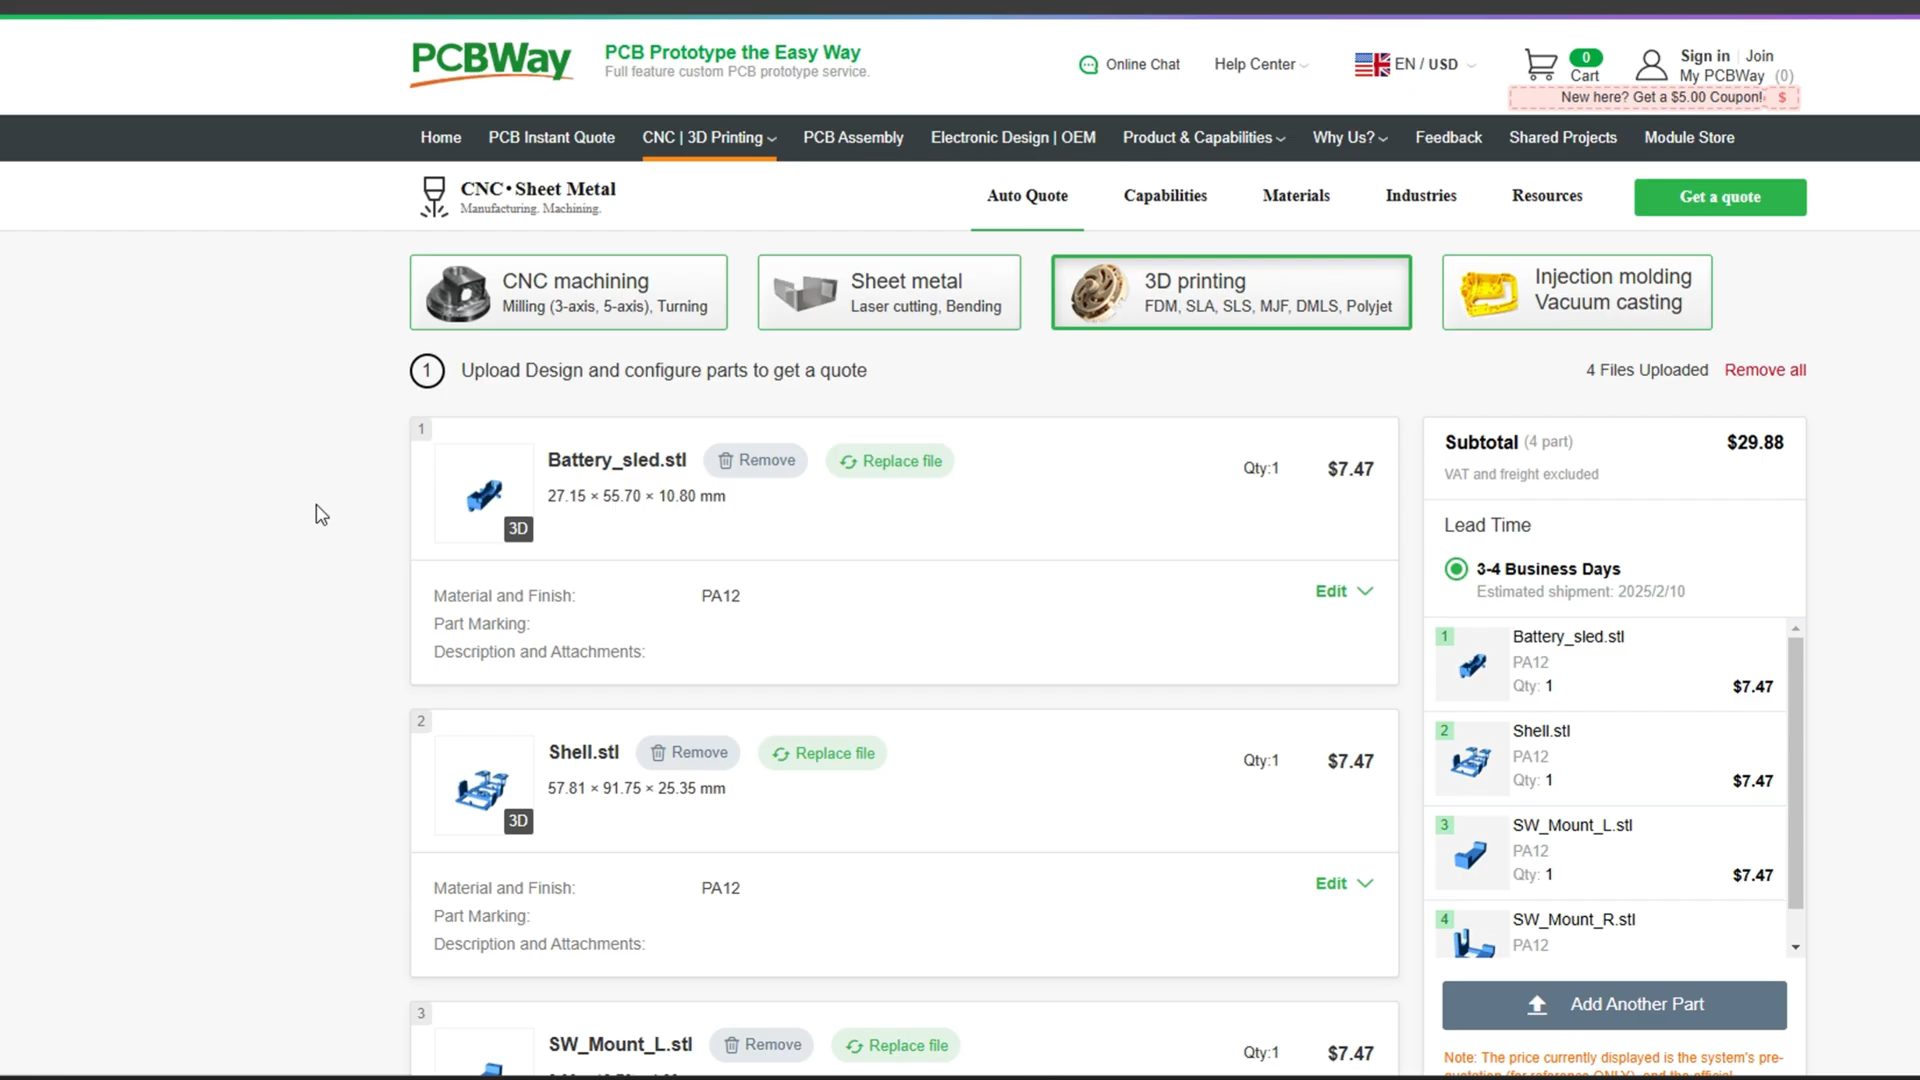 PCBWay
PCB Prototype the Easy Way
Full feature custom PCB prototype service.
Online Chat
Help Center
EN / USD
0
Cart
Sign in | Join
My PCBWay (0)
New here? Get a $5.00 Coupon! $
Home PCB Instant Quote CNC | 3D Printing PCB Assembly Electronic Design | OEM Product & Capabilities Why Us? Feedback Shared Projects Module Store
CNC•Sheet Metal
Manufacturing. Machining.
Auto Quote Capabilities Materials Industries Resources Get a quote
CNC machining
Milling (3-axis, 5-axis), Turning
Sheet metal
Laser cutting, Bending
3D printing
FDM, SLA, SLS, MJF, DMLS, Polyjet
Injection molding
Vacuum casting
1 Upload Design and configure parts to get a quote
4 Files Uploaded Remove all
1
Battery_sled.stl Remove Replace file
27.15 × 55.70 × 10.80 mm
3D
Qty:1 $7.47
Material and Finish: PA12
Part Marking:
Description and Attachments:
Edit
2
Shell.stl Remove Replace file
57.81 × 91.75 × 25.35 mm
3D
Qty:1 $7.47
Material and Finish: PA12
Part Marking:
Description and Attachments:
Edit
3
SW_Mount_L.stl Remove Replace file
Qty:1 $7.47
Subtotal (4 part) $29.88
VAT and freight excluded
Lead Time
3-4 Business Days
Estimated shipment: 2025/2/10
1 Battery_sled.stl
PA12
Qty: 1 $7.47
2 Shell.stl
PA12
Qty: 1 $7.47
3 SW_Mount_L.stl
PA12
Qty: 1 $7.47
4 SW_Mount_R.stl
PA12
Add Another Part
Note: The price currently displayed is the system's pre-
quotation (for reference ONLY), and the official